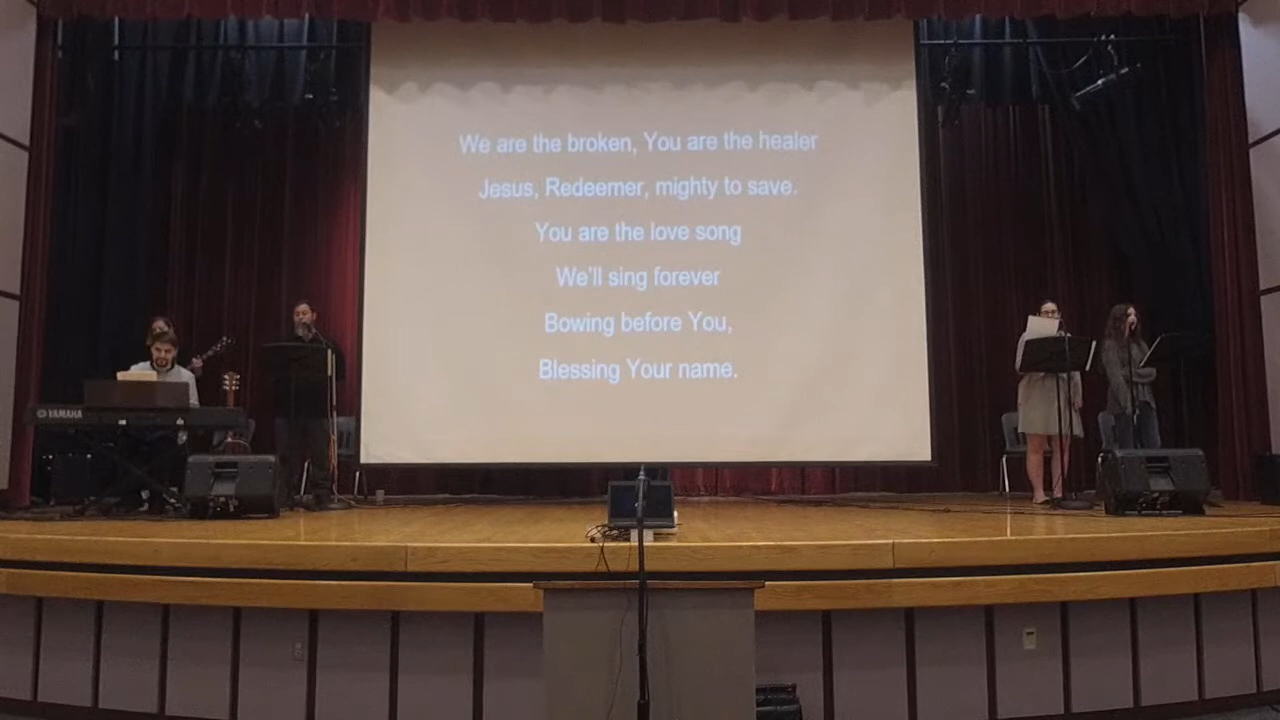 We are the broken, You are the healer
Jesus, Redeemer, mighty to save.
You are the love song
We'll sing forever
Bowing before You,
Blessing Your name.
YAMAHA